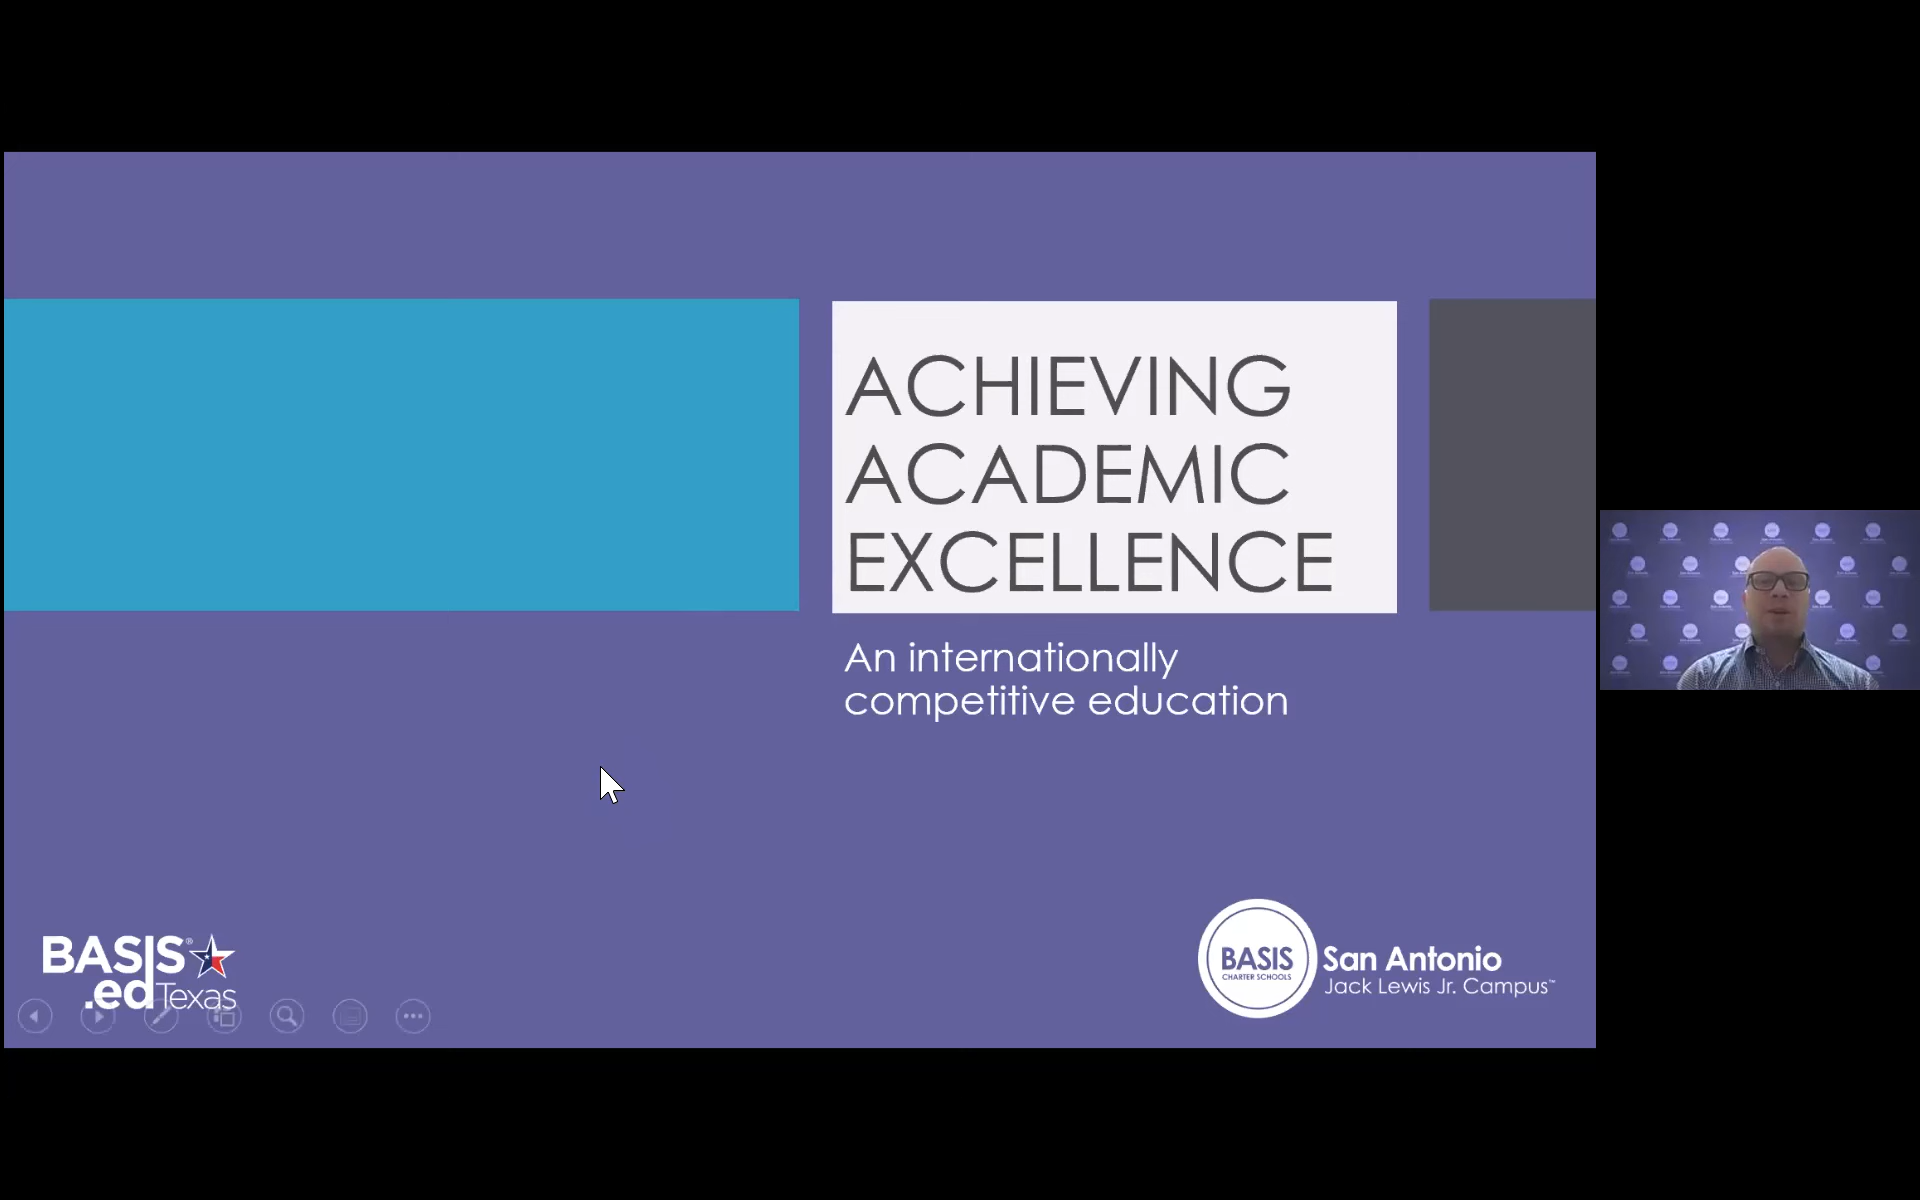 ACHIEVING
ACADEMIC
EXCELLENCE
An internationally
competitive education
BASIS®
.ed Texas
BASIS
CHARTER SCHOOLS
San Antonio
Jack Lewis Jr. Campus™